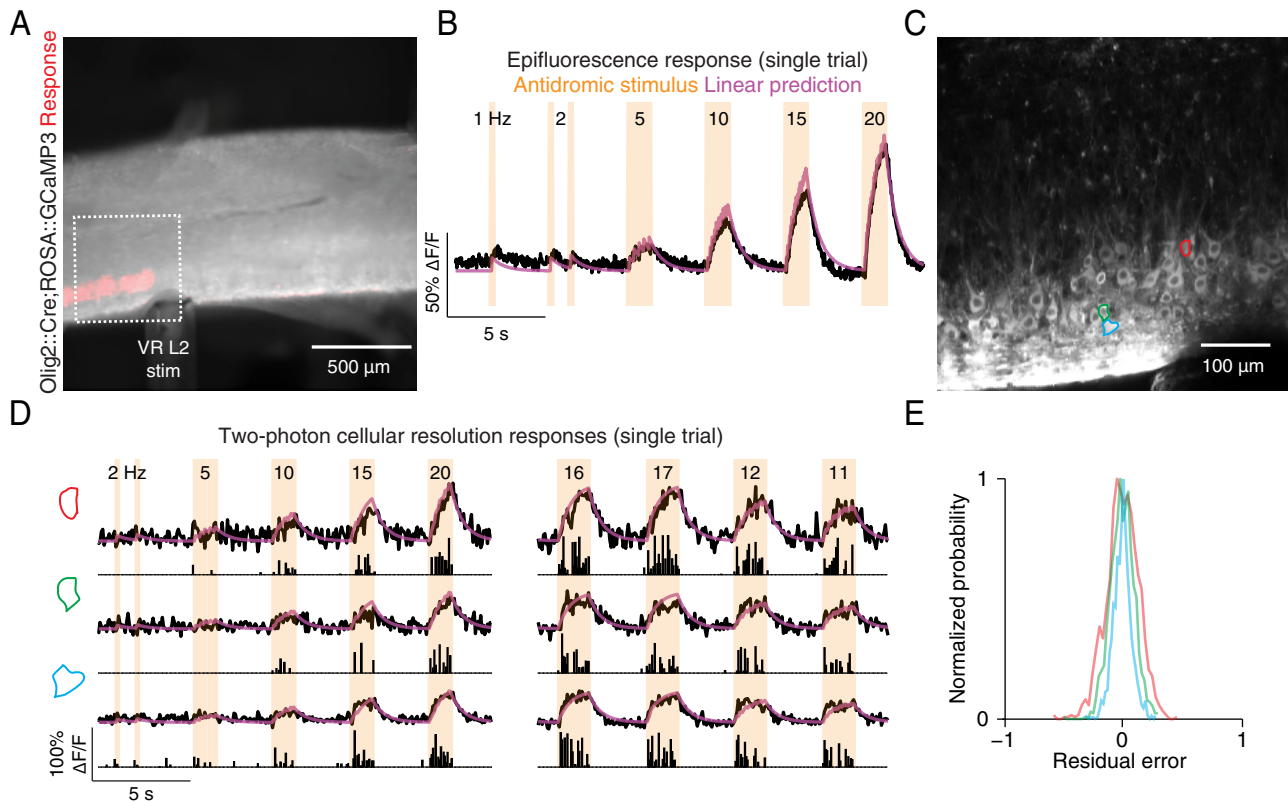 A
Olig2::Cre;ROSA::GCaMP3 Response
VR L2
stim
500 µm
B
Epifluorescence response (single trial)
Antidromic stimulus Linear prediction
1 Hz 2 5 10 15 20
50% ΔF/F
5 s
C
100 µm
D
Two-photon cellular resolution responses (single trial)
2 Hz 5 10 15 20 16 17 12 11
100%
ΔF/F
5 s
E
Normalized probability
1
0
−1 0 1
Residual error